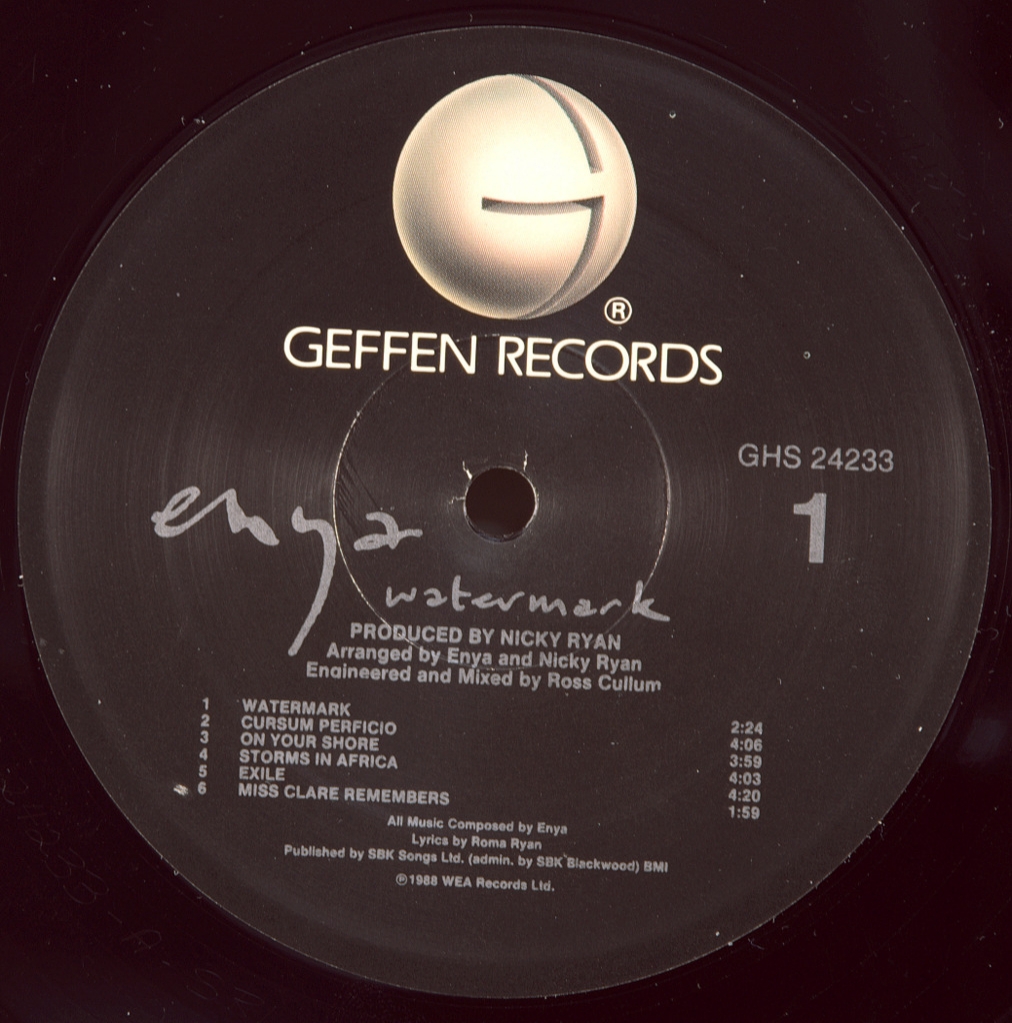 ®
GEFFEN RECORDS
GHS 24233
1
enya
watermark
PRODUCED BY NICKY RYAN
Arranged by Enya and Nicky Ryan
Engineered and Mixed by Ross Cullum
1 WATERMARK 2:24
2 CURSUM PERFICIO 4:06
3 ON YOUR SHORE 3:59
4 STORMS IN AFRICA 4:03
5 EXILE 4:20
6 MISS CLARE REMEMBERS 1:59
All Music Composed by Enya
Lyrics by Roma Ryan
Published by SBK Songs Ltd. (admin. by SBK Blackwood) BMI
℗1988 WEA Records Ltd.